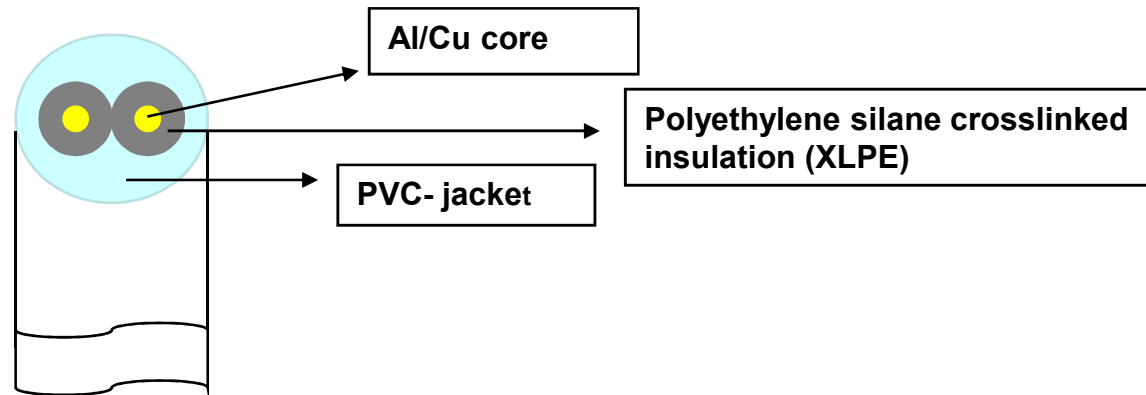 Al/Cu core
Polyethylene silane crosslinked
insulation (XLPE)
PVC- jacket